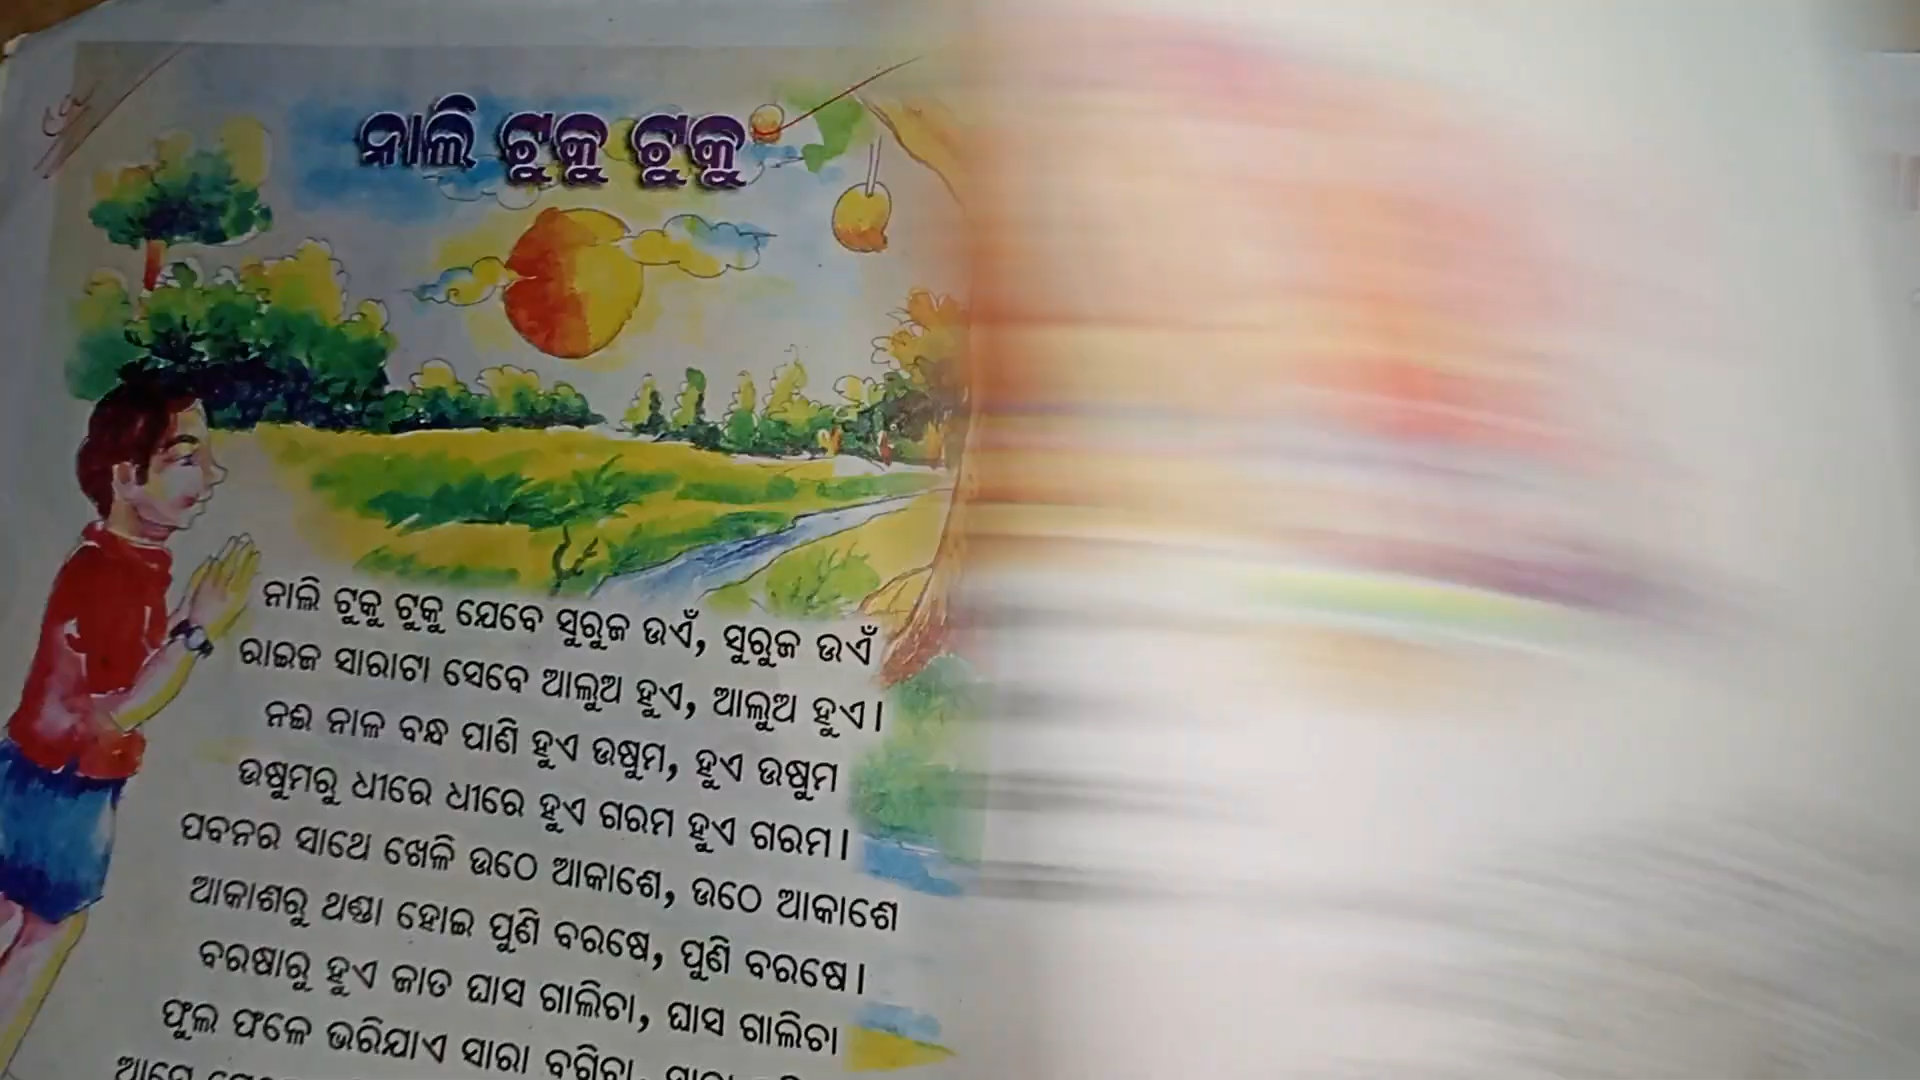 ନାଲି ଟୁକୁ ଟୁକୁ
ନାଲି ଟୁକୁ ଟୁକୁ ଯେବେ ସୁରୁଜ ଉଏଁ, ସୁରୁଜ ଉଏଁ
ରାଇଜ ସାରାଟା ସେବେ ଆଲୁଅ ହୁଏ, ଆଲୁଅ ହୁଏ।
ନଈ ନାଳ ବନ୍ଧ ପାଣି ହୁଏ ଉଷୁମ, ହୁଏ ଉଷୁମ
ଉଷୁମରୁ ଧୀରେ ଧୀରେ ହୁଏ ଗରମ ହୁଏ ଗରମ।
ପବନର ସାଥେ ଖେଳି ଉଠେ ଆକାଶେ, ଉଠେ ଆକାଶେ
ଆକାଶରୁ ଥଣ୍ଡା ହୋଇ ପୁଣି ବରଷେ, ପୁଣି ବରଷେ।
ବରଷାରୁ ହୁଏ ଜାତ ଘାସ ଗାଲିଚା, ଘାସ ଗାଲିଚା
ଫୁଲ ଫଳେ ଭରିଯାଏ ସାରା ବଗିଚା,